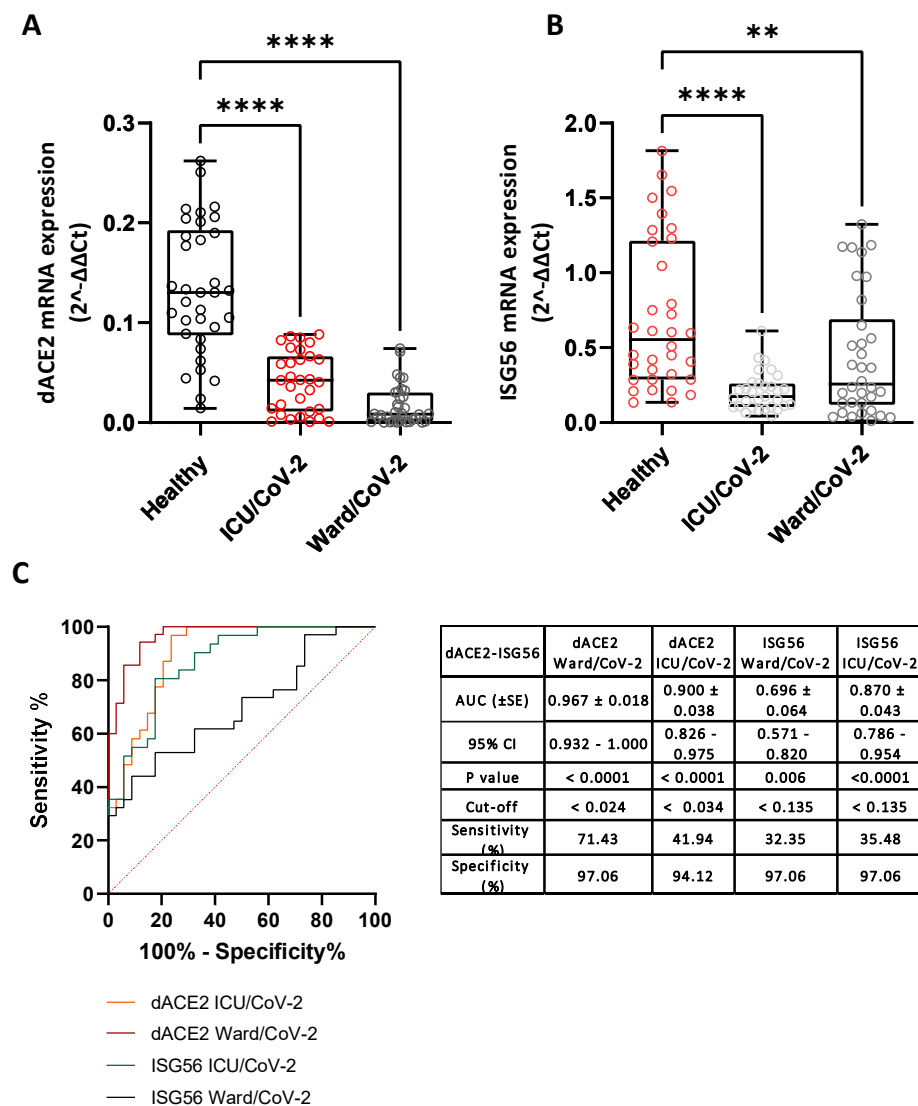 A
B
****
****
**
****
dACE2 mRNA expression
(2^-ΔΔCt)
0.3
0.2
0.1
0.0
Healthy
ICU/CoV-2
Ward/CoV-2
ISG56 mRNA expression
(2^-ΔΔCt)
2.0
1.5
1.0
0.5
0.0
Healthy
ICU/CoV-2
Ward/CoV-2
C
Sensitivity %
100
80
60
40
20
0
0 20 40 60 80 100
100% - Specificity%
dACE2 ICU/CoV-2
dACE2 Ward/CoV-2
ISG56 ICU/CoV-2
ISG56 Ward/CoV-2
dACE2-ISG56
dACE2
Ward/CoV-2
dACE2
ICU/CoV-2
ISG56
Ward/CoV-2
ISG56
ICU/CoV-2
AUC (±SE)
0.967 ± 0.018
0.900 ±
0.038
0.696 ±
0.064
0.870 ±
0.043
95% CI
0.932 - 1.000
0.826 -
0.975
0.571 -
0.820
0.786 -
0.954
P value
< 0.0001
< 0.0001
0.006
<0.0001
Cut-off
< 0.024
< 0.034
< 0.135
< 0.135
Sensitivity
(%)
71.43
41.94
32.35
35.48
Specificity
(%)
97.06
94.12
97.06
97.06